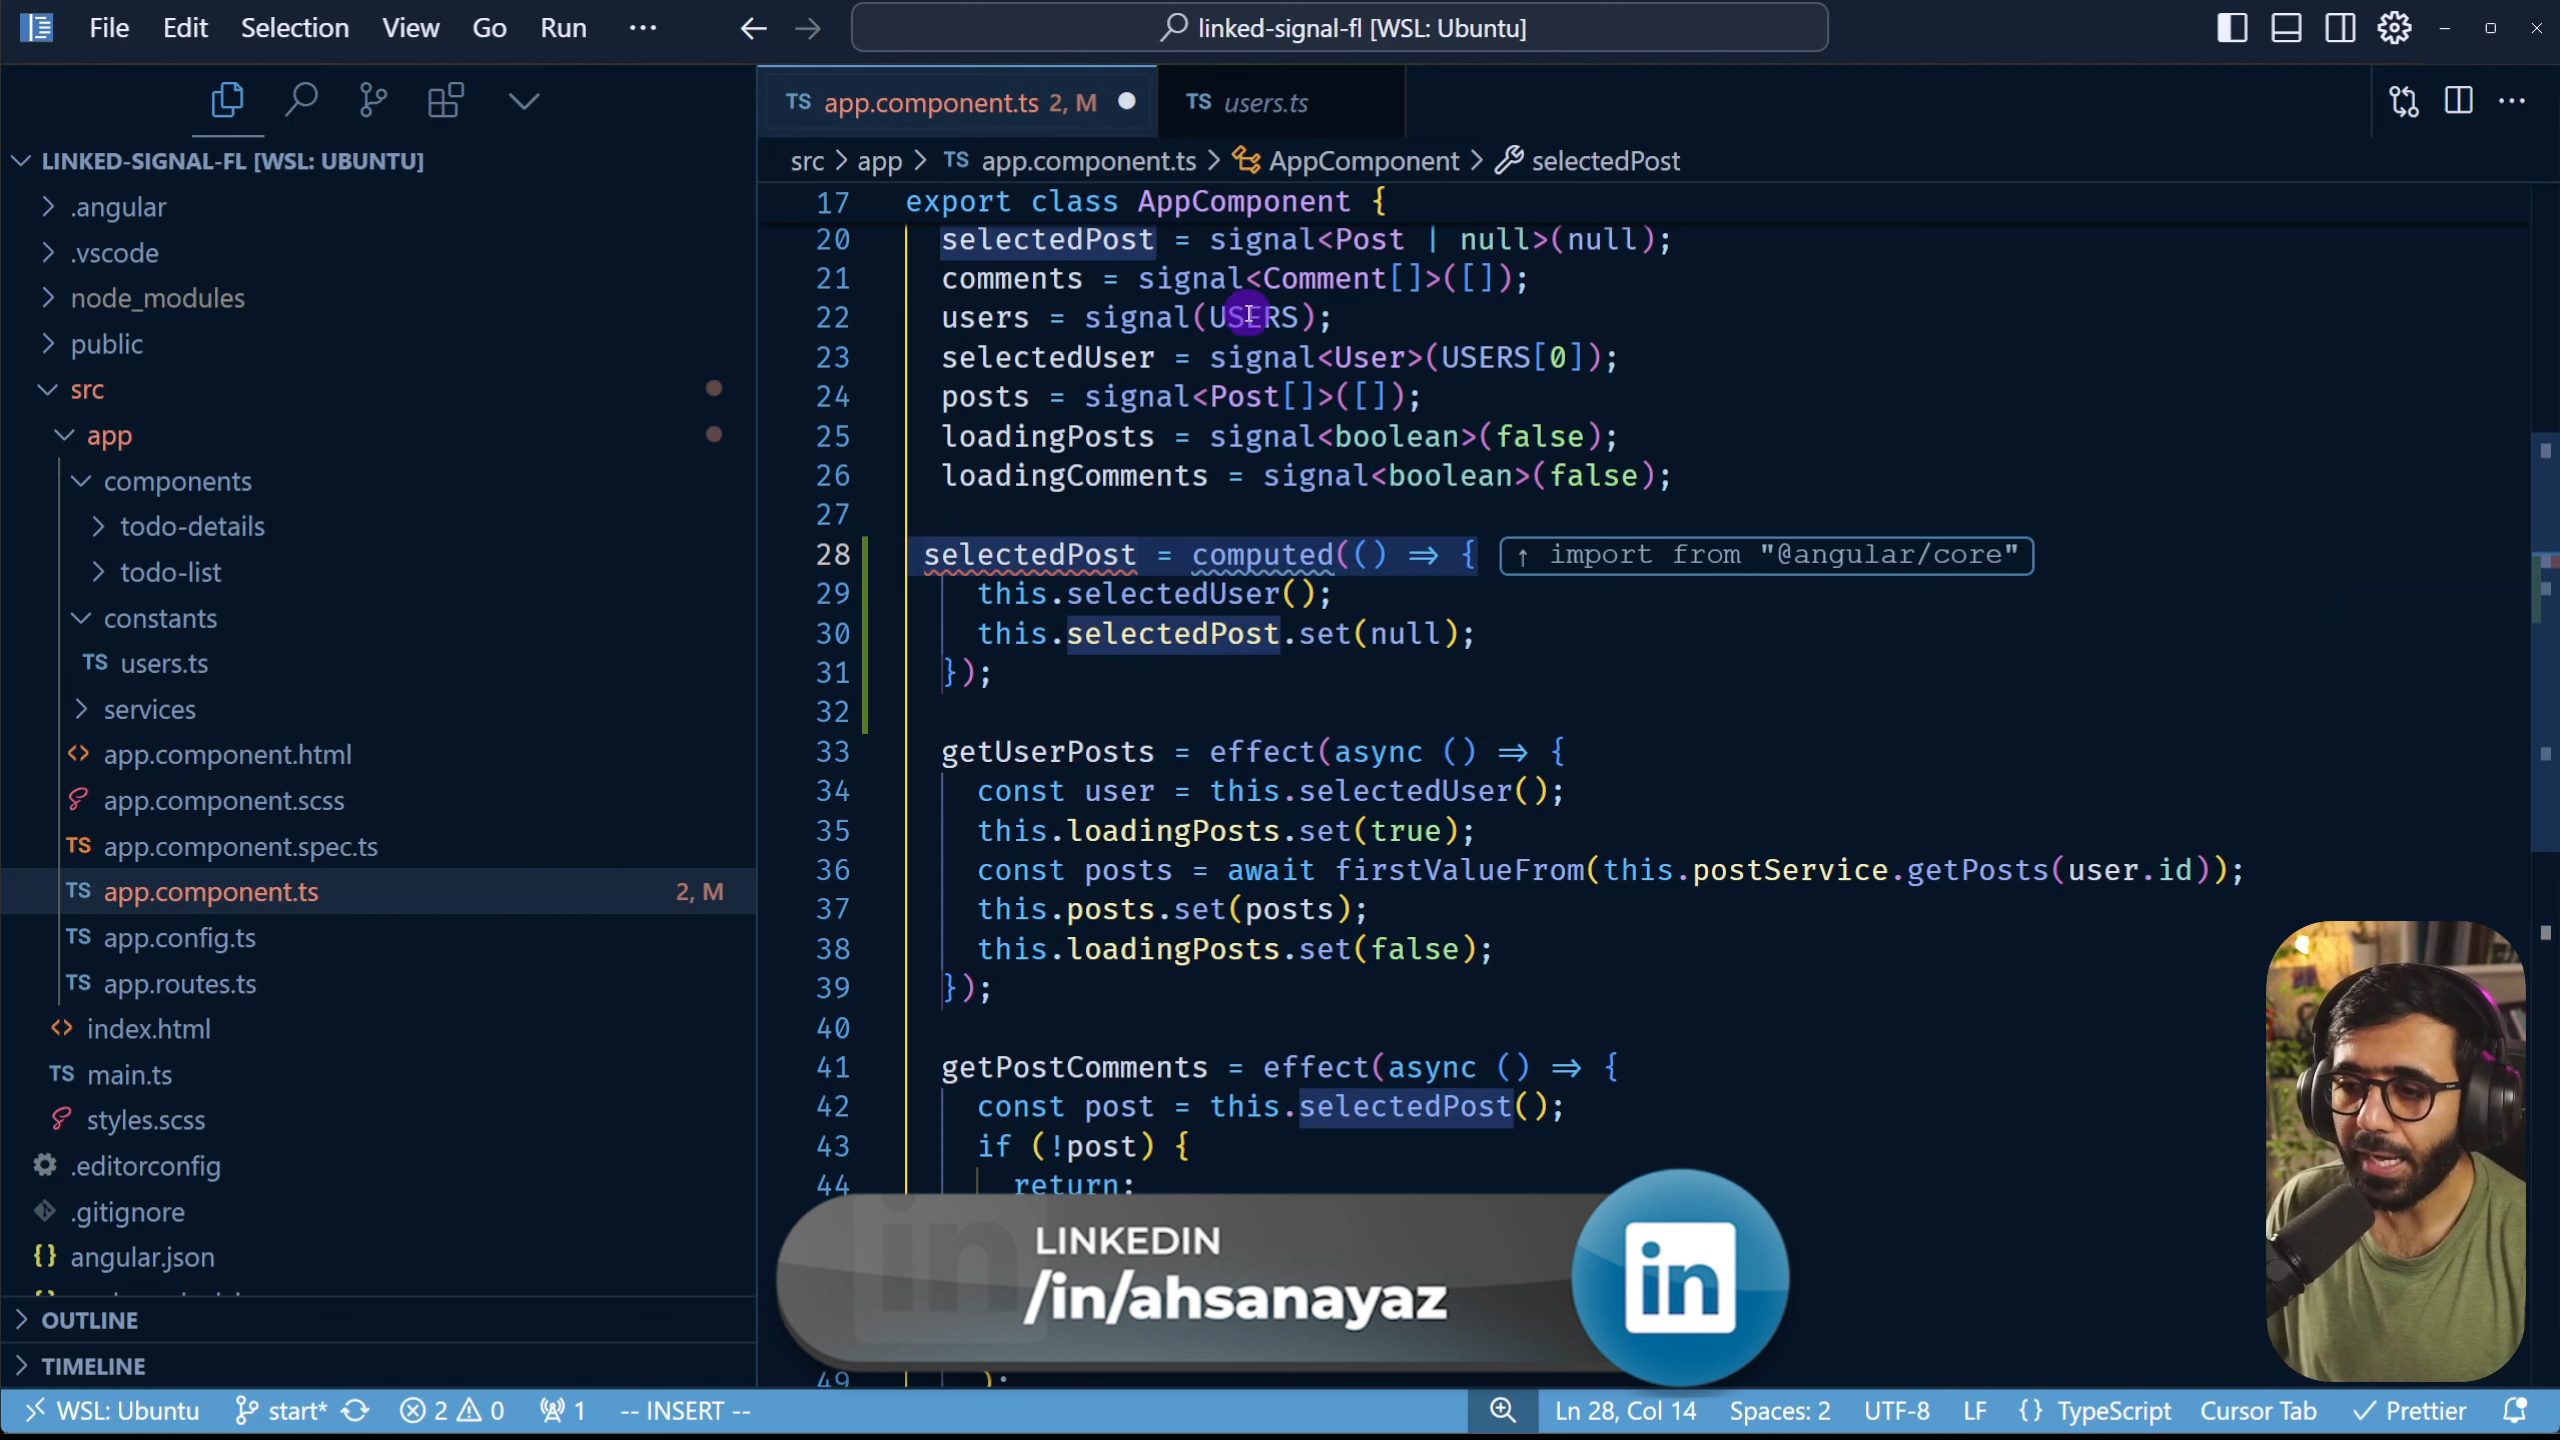 File Edit Selection View Go Run ···
linked-signal-fl [WSL: Ubuntu]
LINKED-SIGNAL-FL [WSL: UBUNTU]
.angular
.vscode
node_modules
public
src
app
components
todo-details
todo-list
constants
TS users.ts
services
app.component.html
app.component.scss
TS app.component.spec.ts
TS app.component.ts 2, M
TS app.config.ts
TS app.routes.ts
index.html
TS main.ts
styles.scss
.editorconfig
.gitignore
{} angular.json
OUTLINE
TIMELINE
TS app.component.ts 2, M
TS users.ts
src > app > TS app.component.ts > AppComponent > selectedPost
17 export class AppComponent {
20 selectedPost = signal<Post | null>(null);
21 comments = signal<Comment[]>([]);
22 users = signal(USERS);
23 selectedUser = signal<User>(USERS[0]);
24 posts = signal<Post[]>([]);
25 loadingPosts = signal<boolean>(false);
26 loadingComments = signal<boolean>(false);
27
28 selectedPost = computed(() => { ↑ import from "@angular/core"
29 this.selectedUser();
30 this.selectedPost.set(null);
31 });
32
33 getUserPosts = effect(async () => {
34 const user = this.selectedUser();
35 this.loadingPosts.set(true);
36 const posts = await firstValueFrom(this.postService.getPosts(user.id));
37 this.posts.set(posts);
38 this.loadingPosts.set(false);
39 });
40
41 getPostComments = effect(async () => {
42 const post = this.selectedPost();
43 if (!post) {
44 return;
49 );
LINKEDIN
/in/ahsanayaz
in
WSL: Ubuntu start* 2 0 1 -- INSERT -- Ln 28, Col 14 Spaces: 2 UTF-8 LF {} TypeScript Cursor Tab Prettier